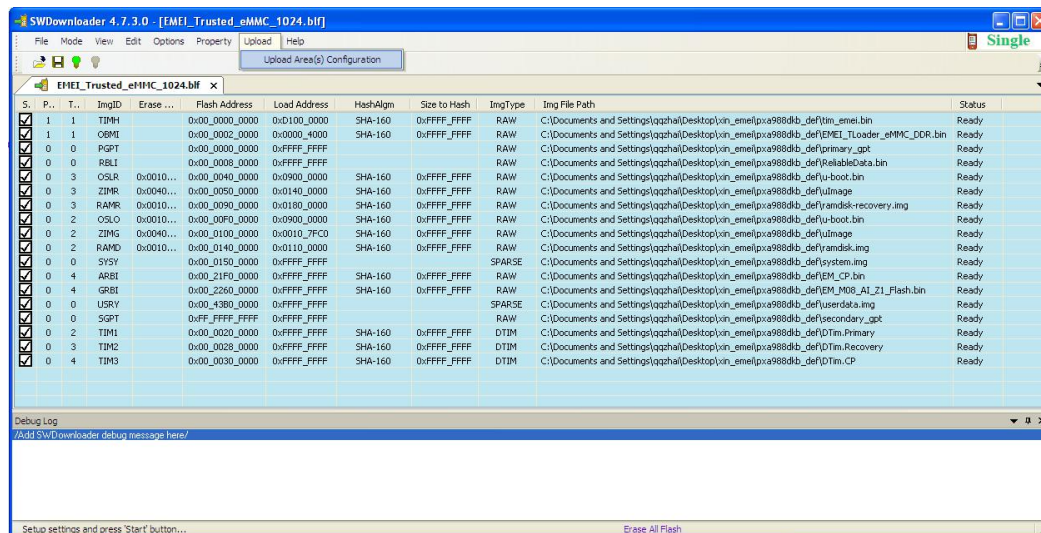 SWDownloader 4.7.3.0 - [EMEI_Trusted_eMMC_1024.blf]
File Mode View Edit Options Property Upload Help
Single
Upload Area(s) Configuration
EMEI_Trusted_eMMC_1024.blf x
S. P.. T.. ImgID Erase ... Flash Address Load Address HashAlgm Size to Hash ImgType Img File Path Status
1 1 TIMH 0x00_0000_0000 0xD100_0000 SHA-160 0xFFFF_FFFF RAW C:\Documents and Settings\qqzhai\Desktop\xin_emei\pxa988dkb_def\tim_emei.bin Ready
1 1 OBMI 0x00_0002_0000 0x0000_4000 SHA-160 0xFFFF_FFFF RAW C:\Documents and Settings\qqzhai\Desktop\xin_emei\pxa988dkb_def\EMEI_TLoader_eMMC_DDR.bin Ready
0 0 PGPT 0x00_0000_0000 0xFFFF_FFFF RAW C:\Documents and Settings\qqzhai\Desktop\xin_emei\pxa988dkb_def\primary_gpt Ready
0 0 RBLI 0x00_0008_0000 0xFFFF_FFFF RAW C:\Documents and Settings\qqzhai\Desktop\xin_emei\pxa988dkb_def\ReliableData.bin Ready
0 3 OSLR 0x0010... 0x00_0040_0000 0x0900_0000 SHA-160 0xFFFF_FFFF RAW C:\Documents and Settings\qqzhai\Desktop\xin_emei\pxa988dkb_def\u-boot.bin Ready
0 3 ZIMR 0x0040... 0x00_0050_0000 0x0140_0000 SHA-160 0xFFFF_FFFF RAW C:\Documents and Settings\qqzhai\Desktop\xin_emei\pxa988dkb_def\uImage Ready
0 3 RAMR 0x0010... 0x00_0090_0000 0x0180_0000 SHA-160 0xFFFF_FFFF RAW C:\Documents and Settings\qqzhai\Desktop\xin_emei\pxa988dkb_def\ramdisk-recovery.img Ready
0 2 OSLO 0x0010... 0x00_00F0_0000 0x0900_0000 SHA-160 0xFFFF_FFFF RAW C:\Documents and Settings\qqzhai\Desktop\xin_emei\pxa988dkb_def\u-boot.bin Ready
0 2 ZIMG 0x0040... 0x00_0100_0000 0x0010_7FC0 SHA-160 0xFFFF_FFFF RAW C:\Documents and Settings\qqzhai\Desktop\xin_emei\pxa988dkb_def\uImage Ready
0 2 RAMD 0x0010... 0x00_0140_0000 0x0110_0000 SHA-160 0xFFFF_FFFF RAW C:\Documents and Settings\qqzhai\Desktop\xin_emei\pxa988dkb_def\ramdisk.img Ready
0 0 SYSY 0x00_0150_0000 0xFFFF_FFFF SPARSE C:\Documents and Settings\qqzhai\Desktop\xin_emei\pxa988dkb_def\system.img Ready
0 4 ARBI 0x00_21F0_0000 0xFFFF_FFFF SHA-160 0xFFFF_FFFF RAW C:\Documents and Settings\qqzhai\Desktop\xin_emei\pxa988dkb_def\EM_CP.bin Ready
0 4 GRBI 0x00_2260_0000 0xFFFF_FFFF SHA-160 0xFFFF_FFFF RAW C:\Documents and Settings\qqzhai\Desktop\xin_emei\pxa988dkb_def\EM_M08_AI_Z1_Flash.bin Ready
0 0 USRY 0x00_43B0_0000 0xFFFF_FFFF SPARSE C:\Documents and Settings\qqzhai\Desktop\xin_emei\pxa988dkb_def\userdata.img Ready
0 0 SGPT 0xFF_FFFF_FFFF 0xFFFF_FFFF RAW C:\Documents and Settings\qqzhai\Desktop\xin_emei\pxa988dkb_def\secondary_gpt Ready
0 2 TIM1 0x00_0020_0000 0xFFFF_FFFF SHA-160 0xFFFF_FFFF DTIM C:\Documents and Settings\qqzhai\Desktop\xin_emei\pxa988dkb_def\DTim.Primary Ready
0 3 TIM2 0x00_0028_0000 0xFFFF_FFFF SHA-160 0xFFFF_FFFF DTIM C:\Documents and Settings\qqzhai\Desktop\xin_emei\pxa988dkb_def\DTim.Recovery Ready
0 4 TIM3 0x00_0030_0000 0xFFFF_FFFF SHA-160 0xFFFF_FFFF DTIM C:\Documents and Settings\qqzhai\Desktop\xin_emei\pxa988dkb_def\DTim.CP Ready
Debug Log
/Add SWDownloader debug message here/
Setup settings and press 'Start' button... Erase All Flash